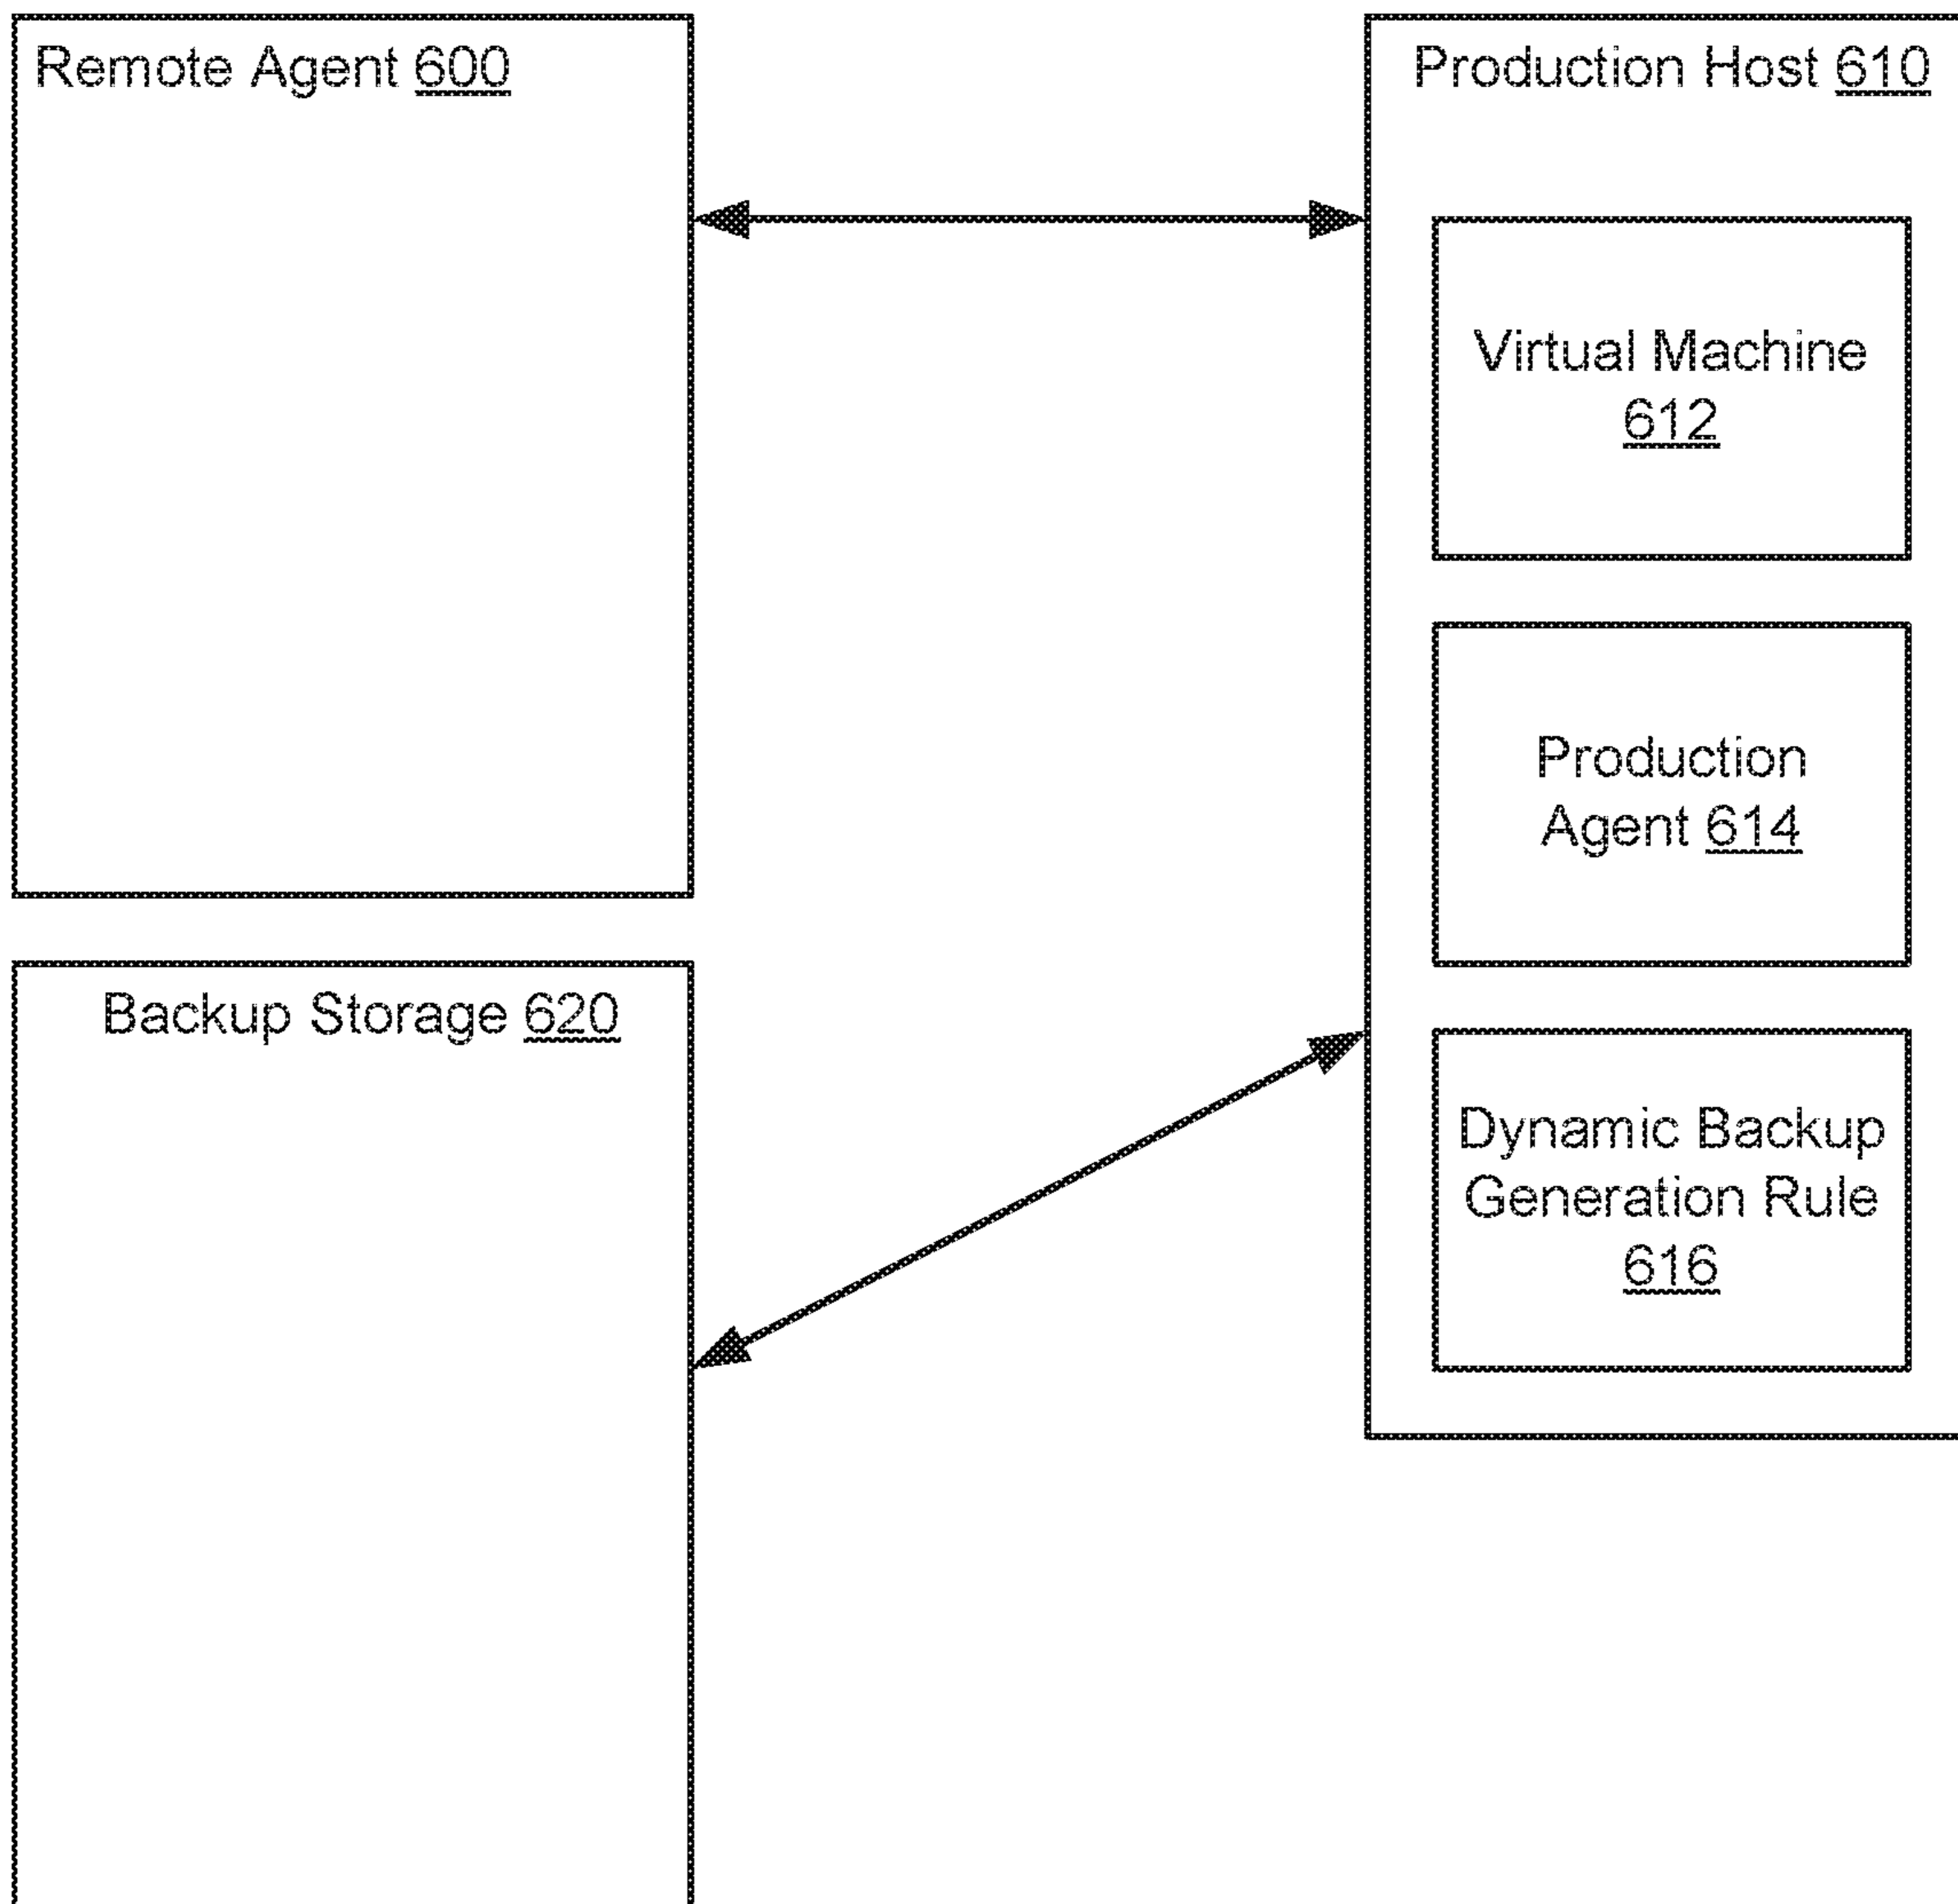 Remote Agent 600
Production Host 610
Virtual Machine
612
Production
Agent 614
Backup Storage 620
Dynamic Backup
Generation Rule
616